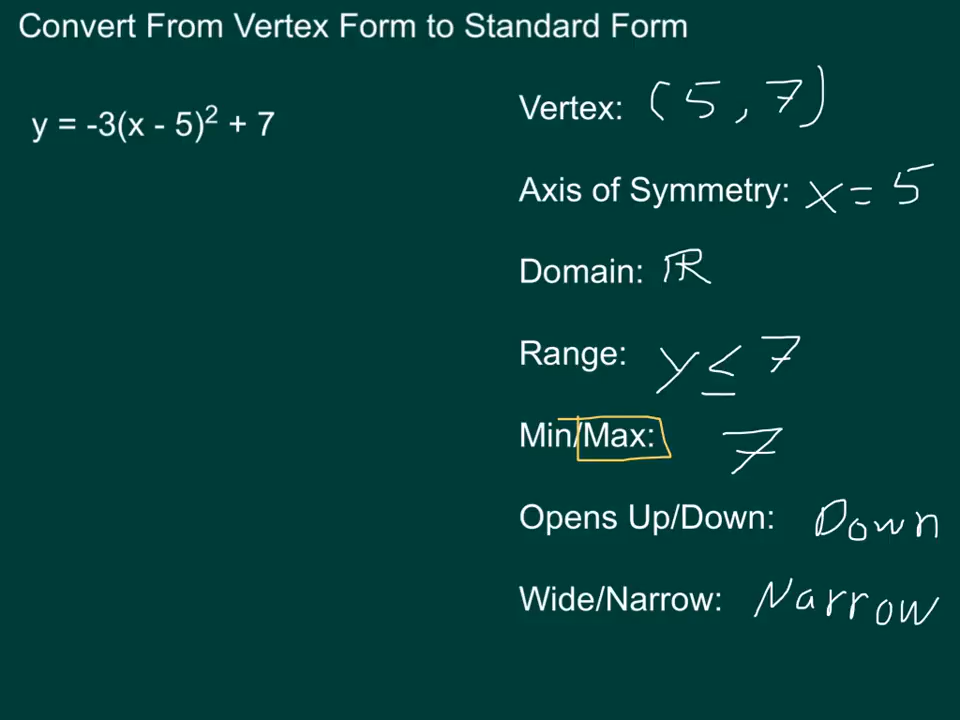 Convert From Vertex Form to Standard Form
y = -3(x - 5)² + 7
Vertex: (5, 7)
Axis of Symmetry: x = 5
Domain: ℝ
Range: y ≤ 7
Min/Max: 7
Opens Up/Down: Down
Wide/Narrow: Narrow